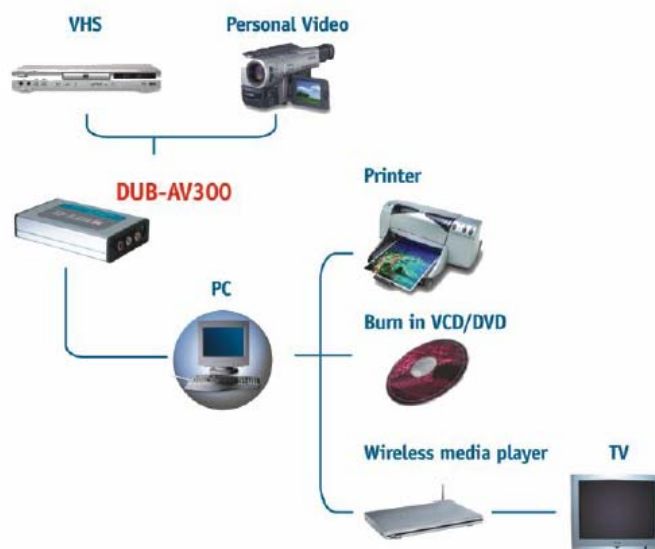 VHS
Personal Video
DUB-AV300
Printer
PC
Burn in VCD/DVD
Wireless media player
TV